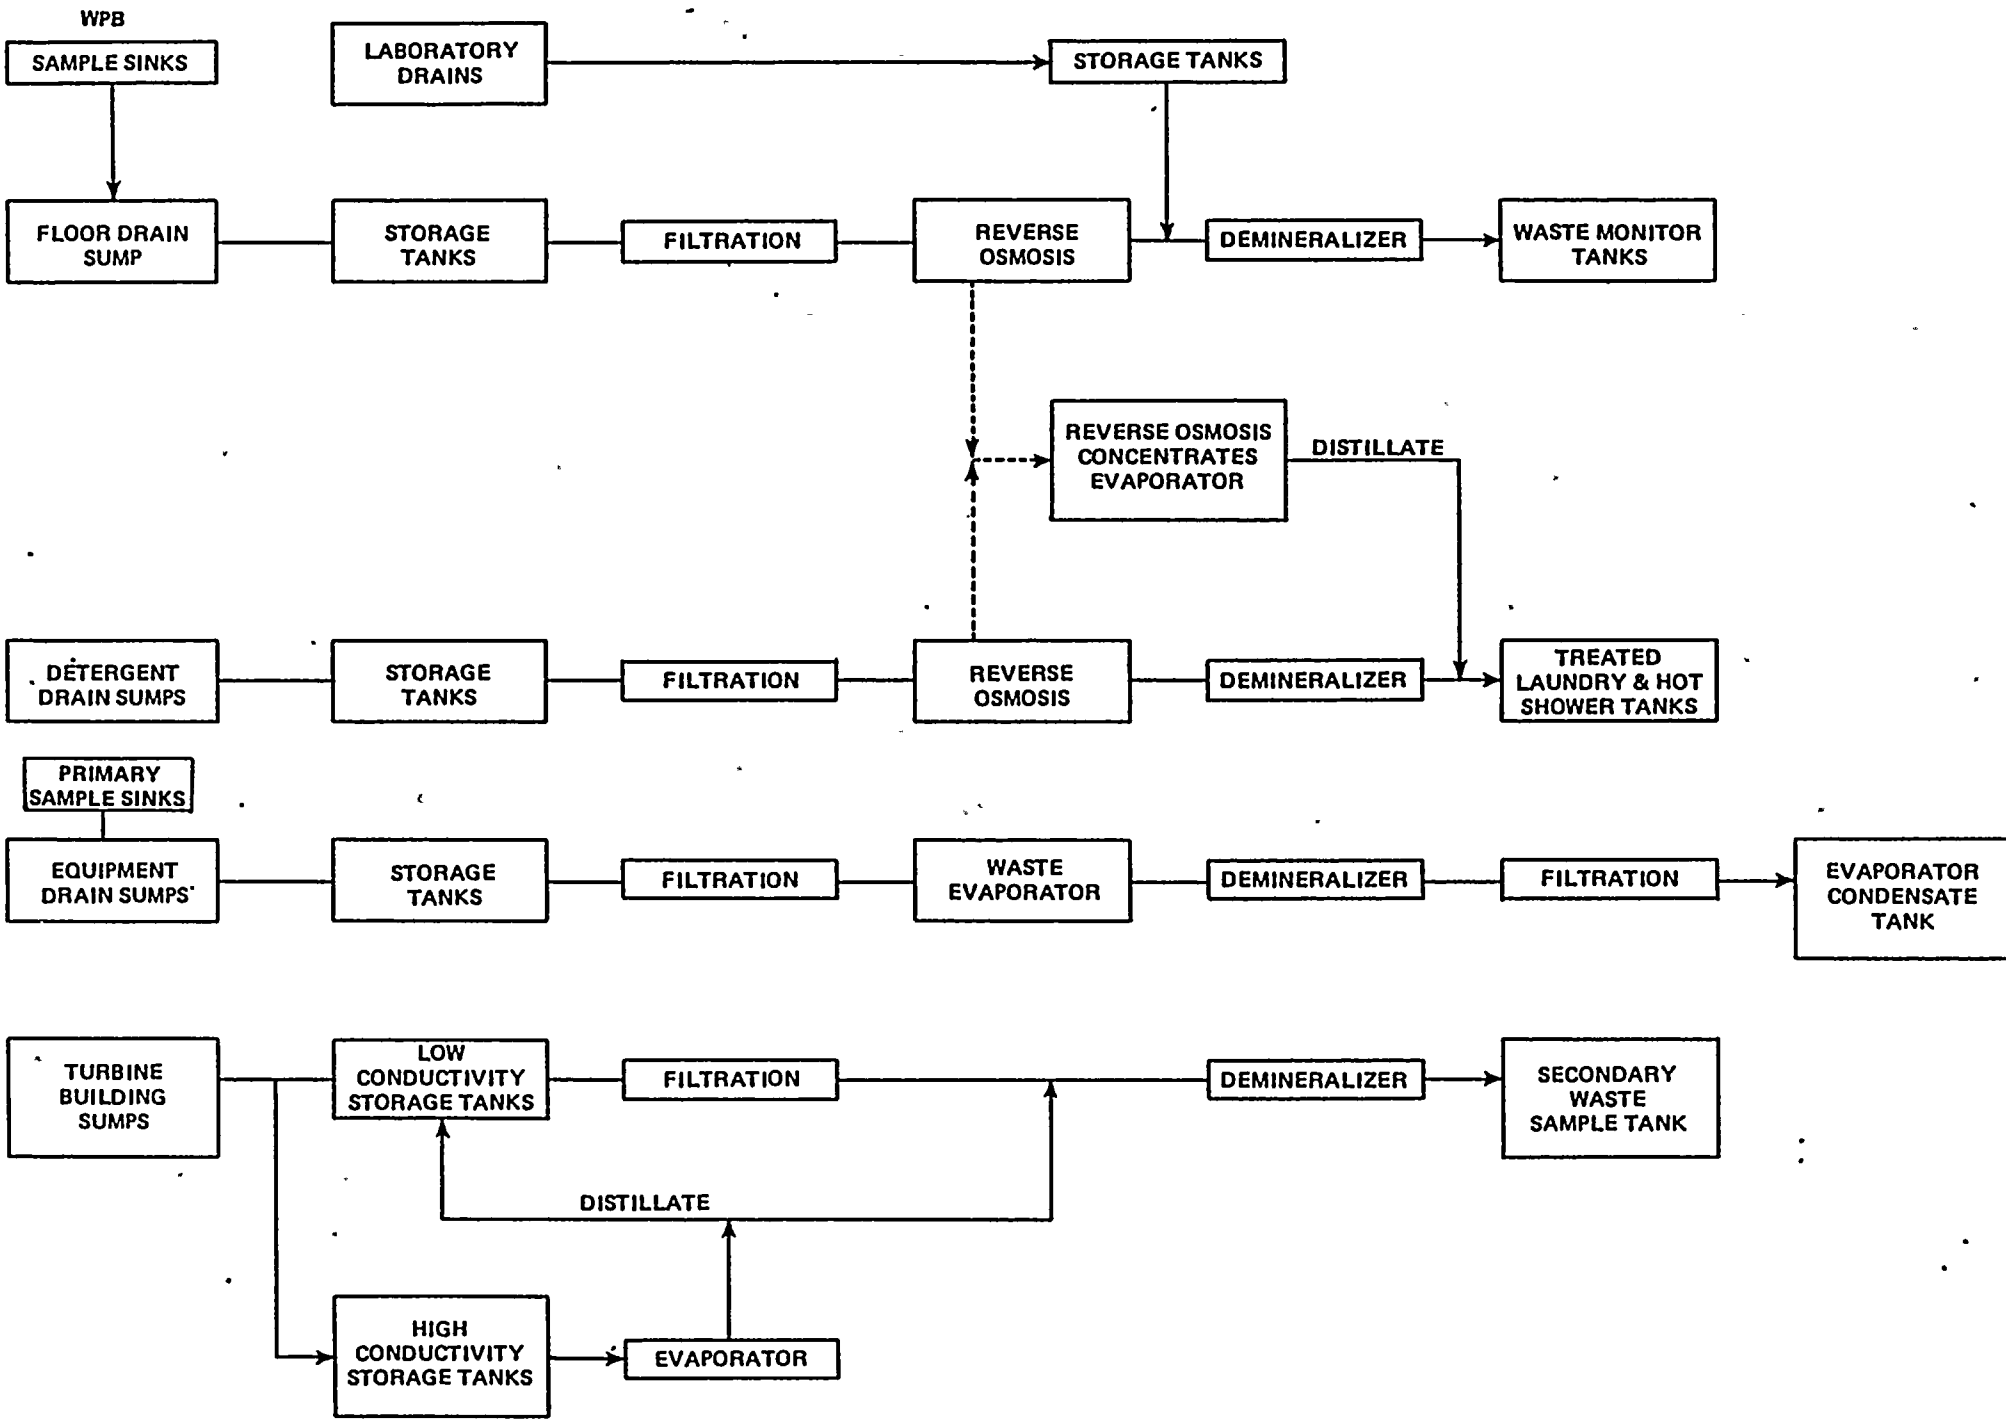 WPB
SAMPLE SINKS
LABORATORY
DRAINS
STORAGE TANKS
FLOOR DRAIN
SUMP
STORAGE
TANKS
FILTRATION
REVERSE
OSMOSIS
DEMINERALIZER
WASTE MONITOR
TANKS
REVERSE OSMOSIS
CONCENTRATES
EVAPORATOR
DISTILLATE
DETERGENT
DRAIN SUMPS
STORAGE
TANKS
FILTRATION
REVERSE
OSMOSIS
DEMINERALIZER
TREATED
LAUNDRY & HOT
SHOWER TANKS
PRIMARY
SAMPLE SINKS
EQUIPMENT
DRAIN SUMPS
STORAGE
TANKS
FILTRATION
WASTE
EVAPORATOR
DEMINERALIZER
FILTRATION
EVAPORATOR
CONDENSATE
TANK
TURBINE
BUILDING
SUMPS
LOW
CONDUCTIVITY
STORAGE TANKS
FILTRATION
DEMINERALIZER
SECONDARY
WASTE
SAMPLE TANK
DISTILLATE
HIGH
CONDUCTIVITY
STORAGE TANKS
EVAPORATOR